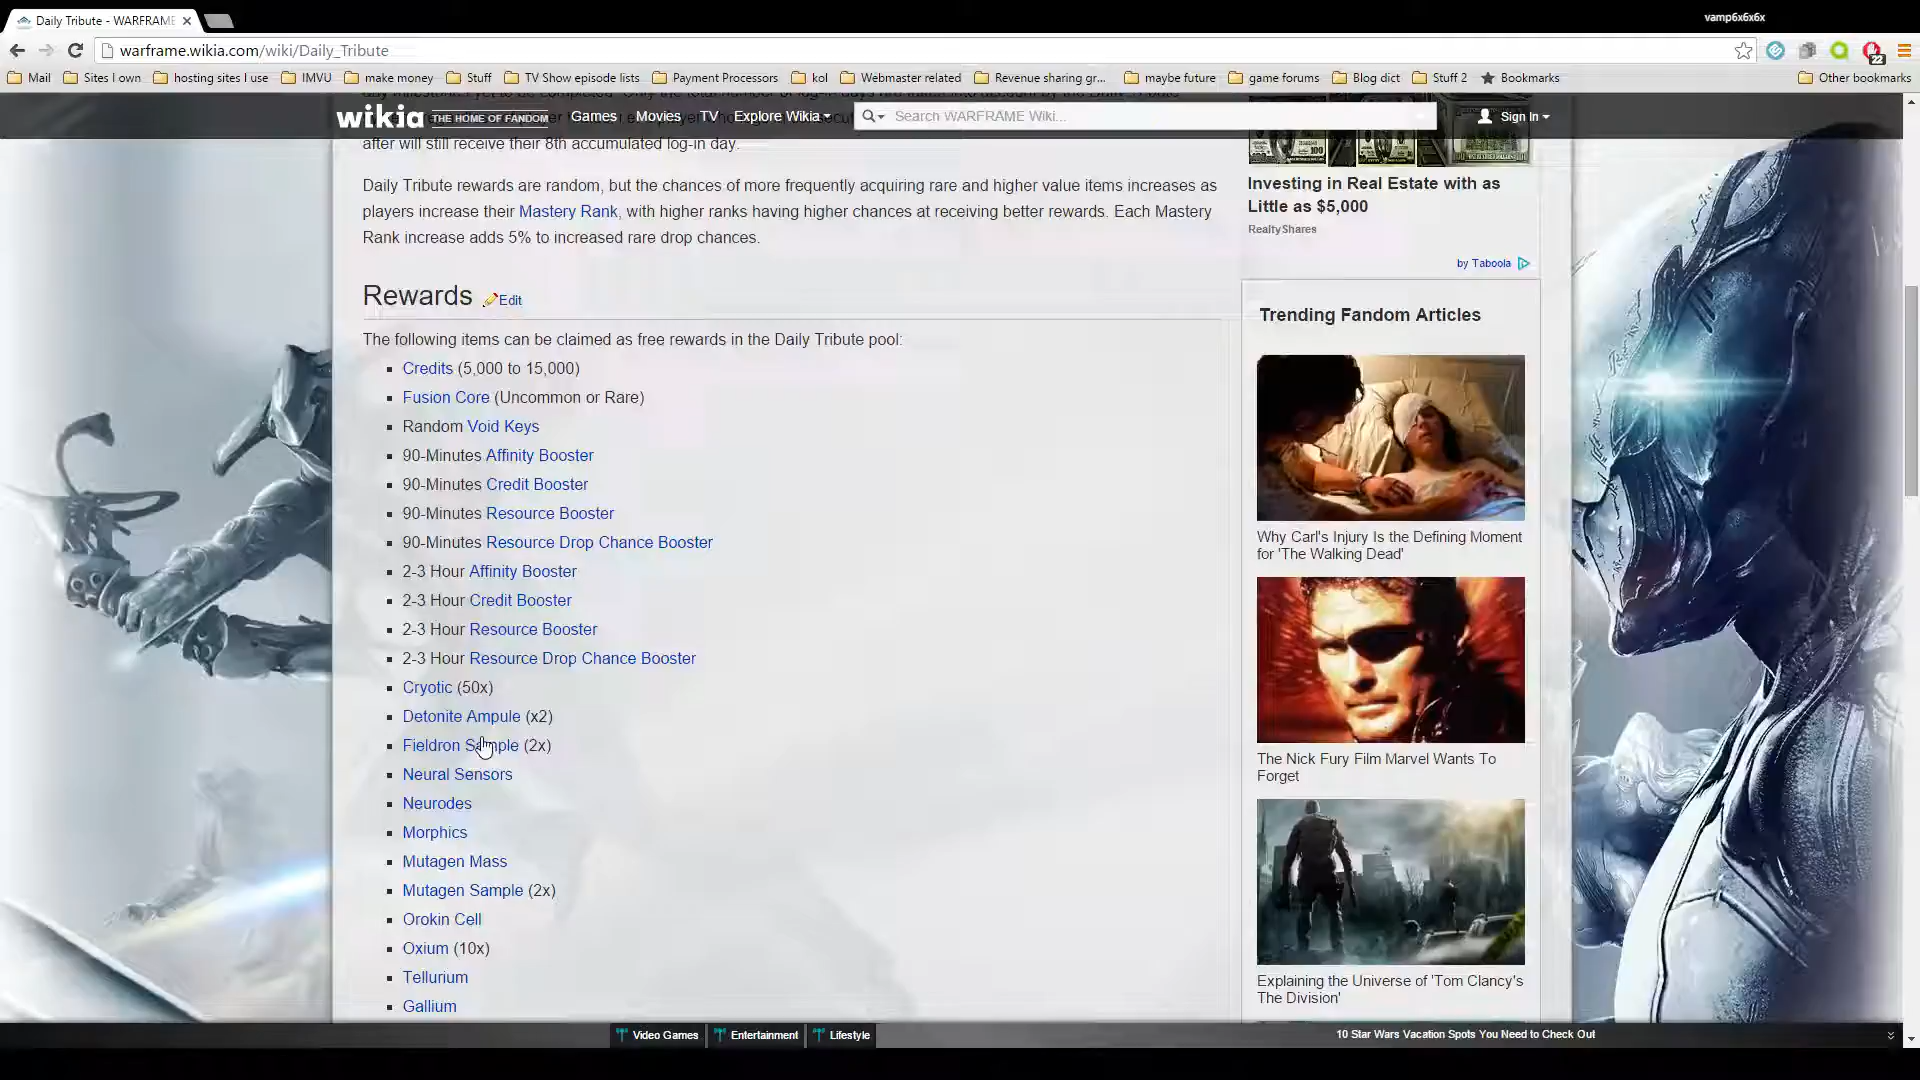 Daily Tribute - WARFRAME
vamp6x6x6x
warframe.wikia.com/wiki/Daily_Tribute
22
Mail Sites I own hosting sites I use IMVU make money Stuff TV Show episode lists Payment Processors kol Webmaster related Revenue sharing gr... maybe future game forums Blog dict Stuff 2 Bookmarks Other bookmarks
wikia THE HOME OF FANDOM Games Movies TV Explore Wikia Search WARFRAME Wiki... Sign In
after will still receive their 8th accumulated log-in day.
Daily Tribute rewards are random, but the chances of more frequently acquiring rare and higher value items increases as
players increase their Mastery Rank, with higher ranks having higher chances at receiving better rewards. Each Mastery
Rank increase adds 5% to increased rare drop chances.
Rewards Edit
The following items can be claimed as free rewards in the Daily Tribute pool:
Credits (5,000 to 15,000)
Fusion Core (Uncommon or Rare)
Random Void Keys
90-Minutes Affinity Booster
90-Minutes Credit Booster
90-Minutes Resource Booster
90-Minutes Resource Drop Chance Booster
2-3 Hour Affinity Booster
2-3 Hour Credit Booster
2-3 Hour Resource Booster
2-3 Hour Resource Drop Chance Booster
Cryotic (50x)
Detonite Ampule (x2)
Fieldron Sample (2x)
Neural Sensors
Neurodes
Morphics
Mutagen Mass
Mutagen Sample (2x)
Orokin Cell
Oxium (10x)
Tellurium
Gallium
Investing in Real Estate with as
Little as $5,000
RealtyShares
by Taboola
Trending Fandom Articles
Why Carl's Injury Is the Defining Moment
for 'The Walking Dead'
The Nick Fury Film Marvel Wants To
Forget
Explaining the Universe of 'Tom Clancy's
The Division'
Video Games Entertainment Lifestyle 10 Star Wars Vacation Spots You Need to Check Out